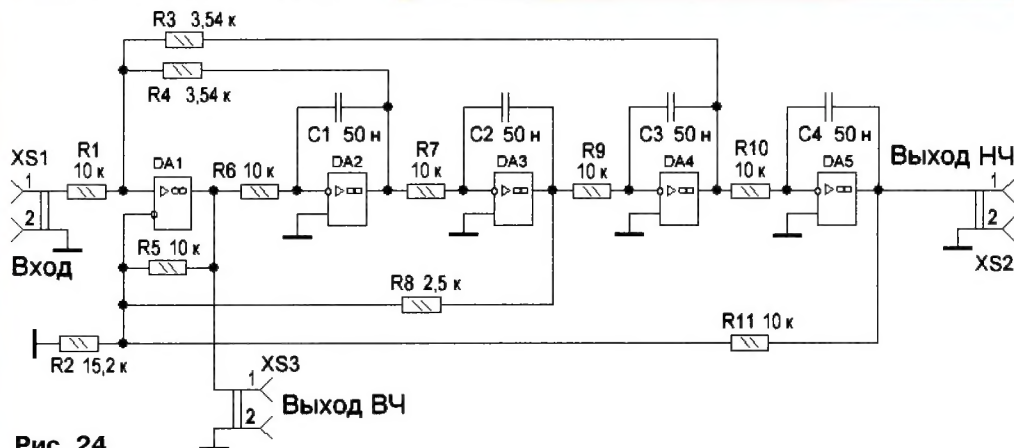 R3 3,54 к
R4 3,54 к
C1 50 н
C2 50 н
C3 50 н
C4 50 н
XS1
1
2
Вход
R1
10 к
DA1
R6 10 к
DA2
R7
10 к
DA3
R9
10 к
DA4
R10
10 к
DA5
Выход НЧ
1
2
XS2
R5 10 к
R8 2,5 к
R11 10 к
R2 15,2 к
XS3
1
2
Выход ВЧ
Рис. 24